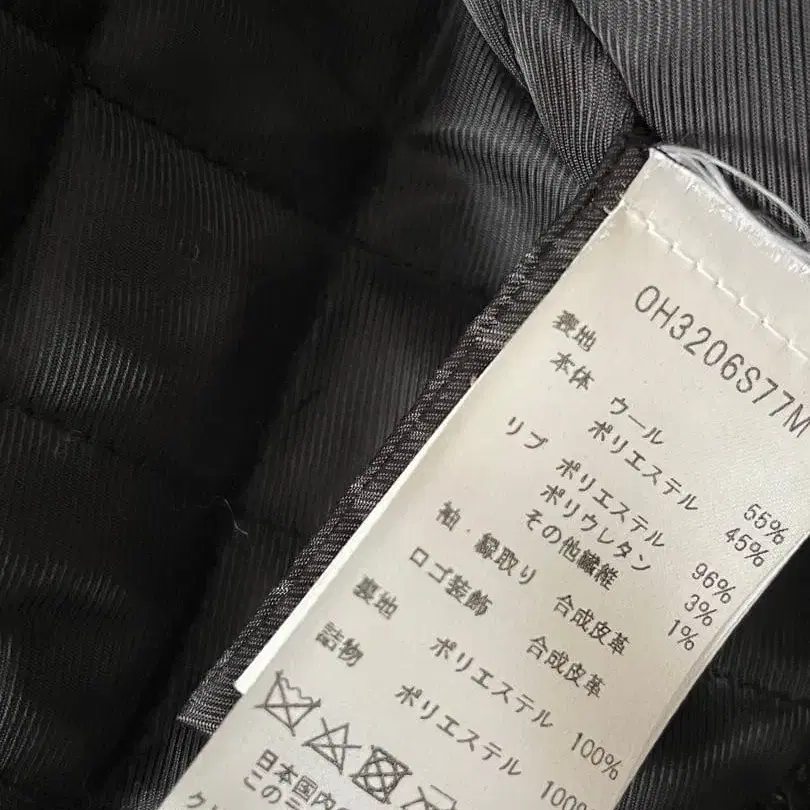 OH3206S77M
表地
本体 ウール 55%
ポリエステル 45%
リブ ポリエステル 96%
ポリウレタン 3%
その他繊維 1%
袖・縁取り 合成皮革
ロゴ装飾 合成皮革
裏地 ポリエステル 100%
詰物 ポリエステル 100%
日本国内
この